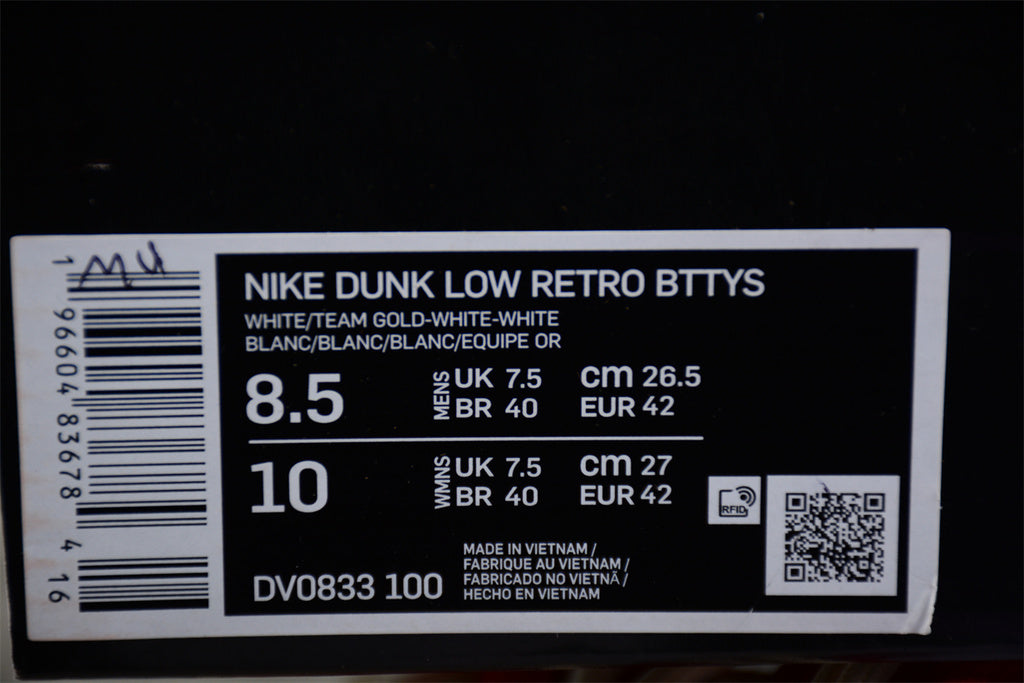 MU
1 96604 83678 4 16
NIKE DUNK LOW RETRO BTTYS
WHITE/TEAM GOLD-WHITE-WHITE
BLANC/BLANC/BLANC/EQUIPE OR
8.5 MENS UK 7.5 cm 26.5
BR 40 EUR 42
10 WMNS UK 7.5 cm 27
BR 40 EUR 42
RFID
DV0833 100
MADE IN VIETNAM /
FABRIQUE AU VIETNAM /
FABRICADO NO VIETNÃ /
HECHO EN VIETNAM